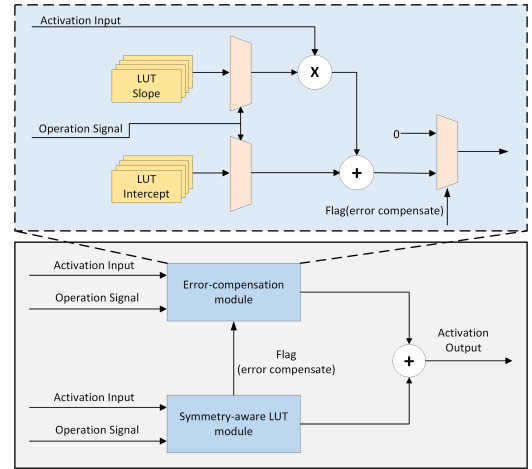 Activation Input
LUT
Slope
X
Operation Signal
0
LUT
Intercept
+
Flag(error compensate)
Activation Input
Error-compensation
module
Operation Signal
Flag
(error compensate)
Activation
Output
+
Activation Input
Symmetry-aware LUT
module
Operation Signal